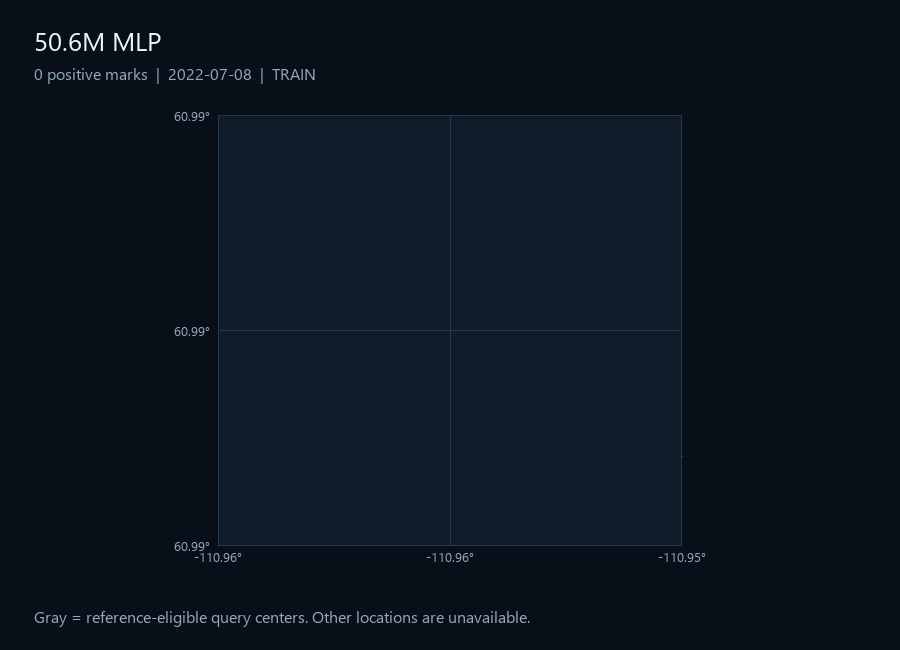 50.6M MLP
0 positive marks | 2022-07-08 | TRAIN
60.99°
60.99°
60.99°
-110.96° -110.96° -110.95°
Gray = reference-eligible query centers. Other locations are unavailable.